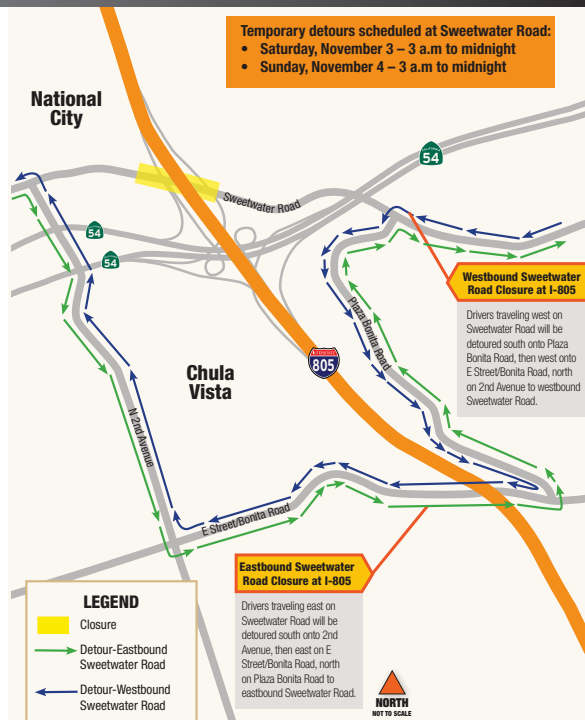 Temporary detours scheduled at Sweetwater Road:
• Saturday, November 3 – 3 a.m to midnight
• Sunday, November 4 – 3 a.m to midnight
National
City
CALIFORNIA
54
Sweetwater Road
54
54
Westbound Sweetwater
Road Closure at I-805
Drivers traveling west on
Sweetwater Road will be
detoured south onto Plaza
Bonita Road, then west onto
E Street/Bonita Road, north
on 2nd Avenue to westbound
Sweetwater Road.
Plaza Bonita Road
INTERSTATE
805
Chula
Vista
N 2nd Avenue
E Street/Bonita Road
Eastbound Sweetwater
Road Closure at I-805
Drivers traveling east on
Sweetwater Road will be
detoured south onto 2nd
Avenue, then east on E
Street/Bonita Road, north
on Plaza Bonita Road to
eastbound Sweetwater Road.
LEGEND
Closure
Detour-Eastbound
Sweetwater Road
Detour-Westbound
Sweetwater Road
NORTH
NOT TO SCALE